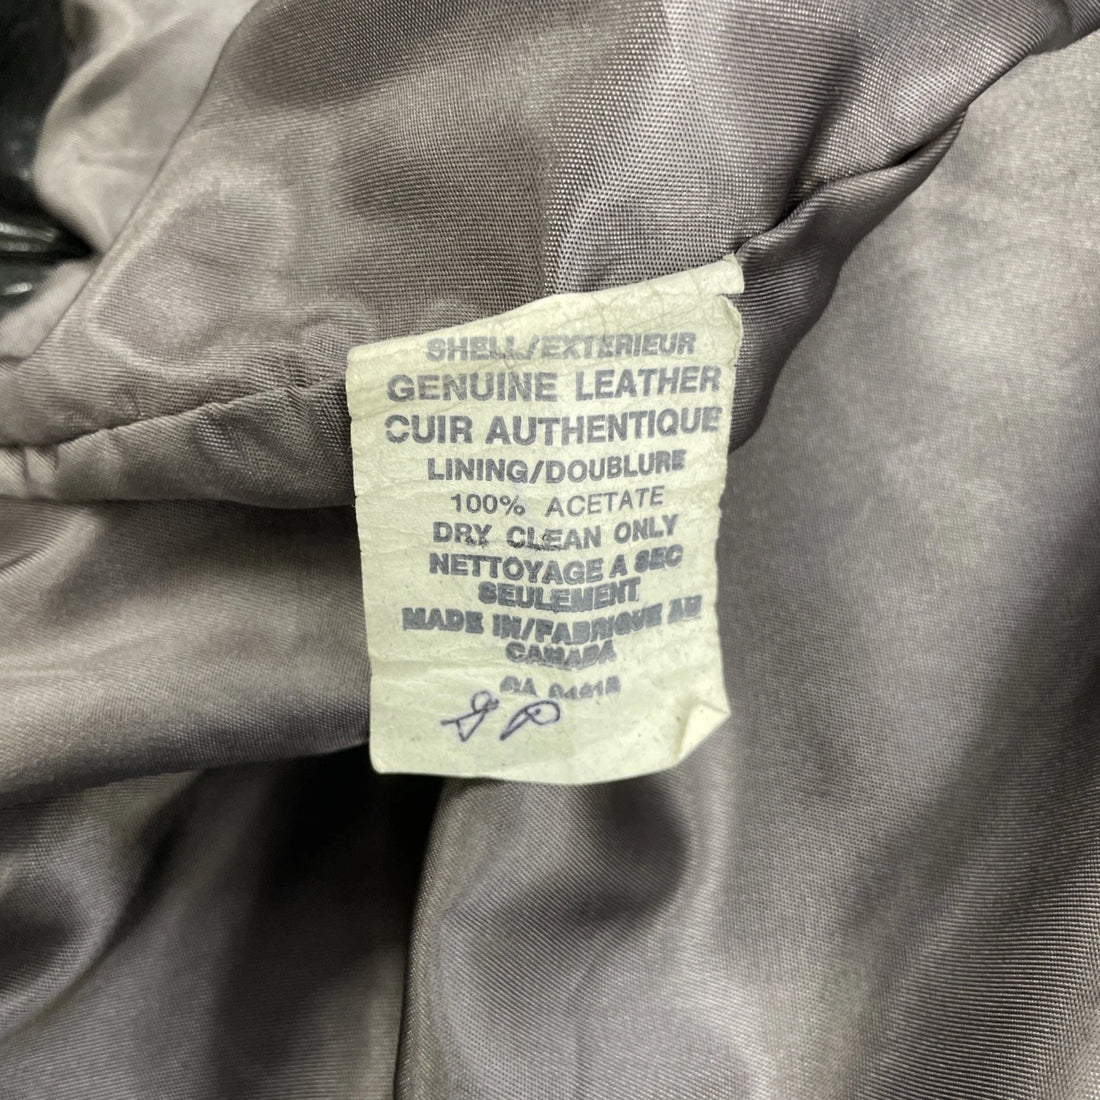 SHELL/EXTERIEUR
GENUINE LEATHER
CUIR AUTHENTIQUE
LINING/DOUBLURE
100% ACETATE
DRY CLEAN ONLY
NETTOYAGE A SEC
SEULEMENT
MADE IN/FABRIQUE AU
CANADA
CA